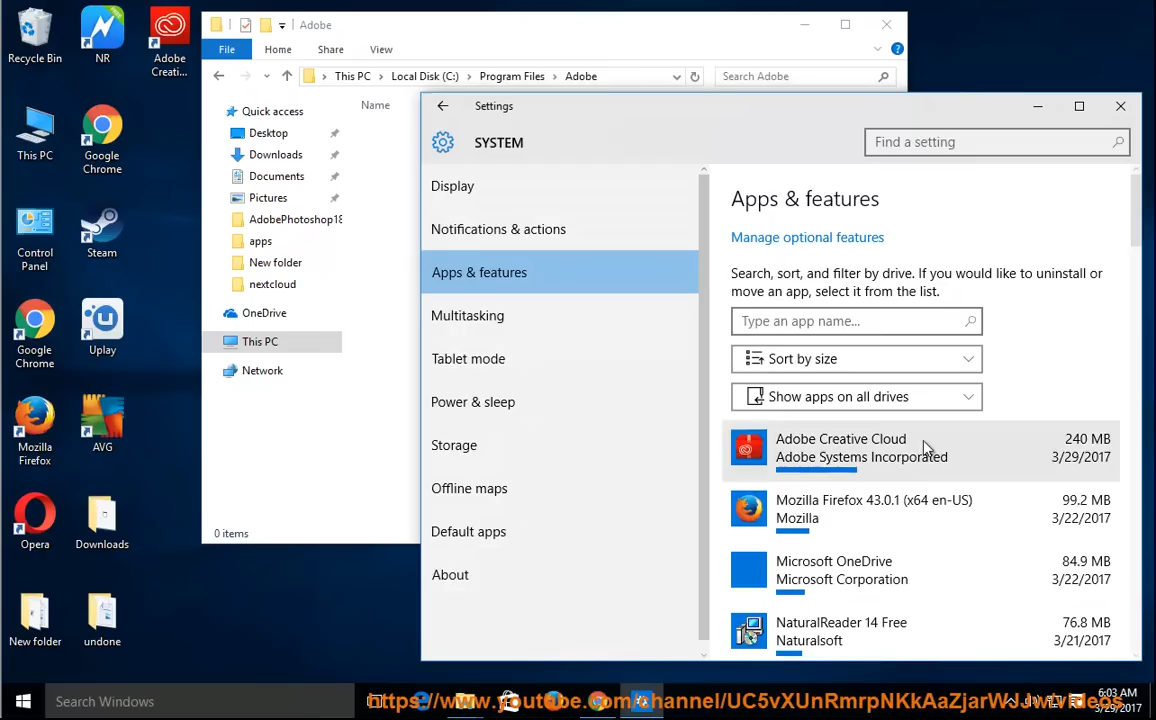 Recycle Bin
NR
Adobe
Creati...
This PC
Google
Chrome
Control
Panel
Steam
Google
Chrome
Uplay
Mozilla
Firefox
AVG
Opera
Downloads
New folder
undone
Adobe
File
Home
Share
View
This PC
Local Disk (C:)
Program Files
Adobe
Search Adobe
Name
Quick access
Desktop
Downloads
Documents
Pictures
AdobePhotoshop18
apps
New folder
nextcloud
OneDrive
This PC
Network
0 items
Settings
SYSTEM
Find a setting
Display
Notifications & actions
Apps & features
Multitasking
Tablet mode
Power & sleep
Storage
Offline maps
Default apps
About
Apps & features
Manage optional features
Search, sort, and filter by drive. If you would like to uninstall or
move an app, select it from the list.
Type an app name...
Sort by size
Show apps on all drives
Adobe Creative Cloud 240 MB
Adobe Systems Incorporated 3/29/2017
Mozilla Firefox 43.0.1 (x64 en-US) 99.2 MB
Mozilla 3/22/2017
Microsoft OneDrive 84.9 MB
Microsoft Corporation 3/22/2017
NaturalReader 14 Free 76.8 MB
Naturalsoft 3/21/2017
Search Windows
6:03 AM
3/29/2017